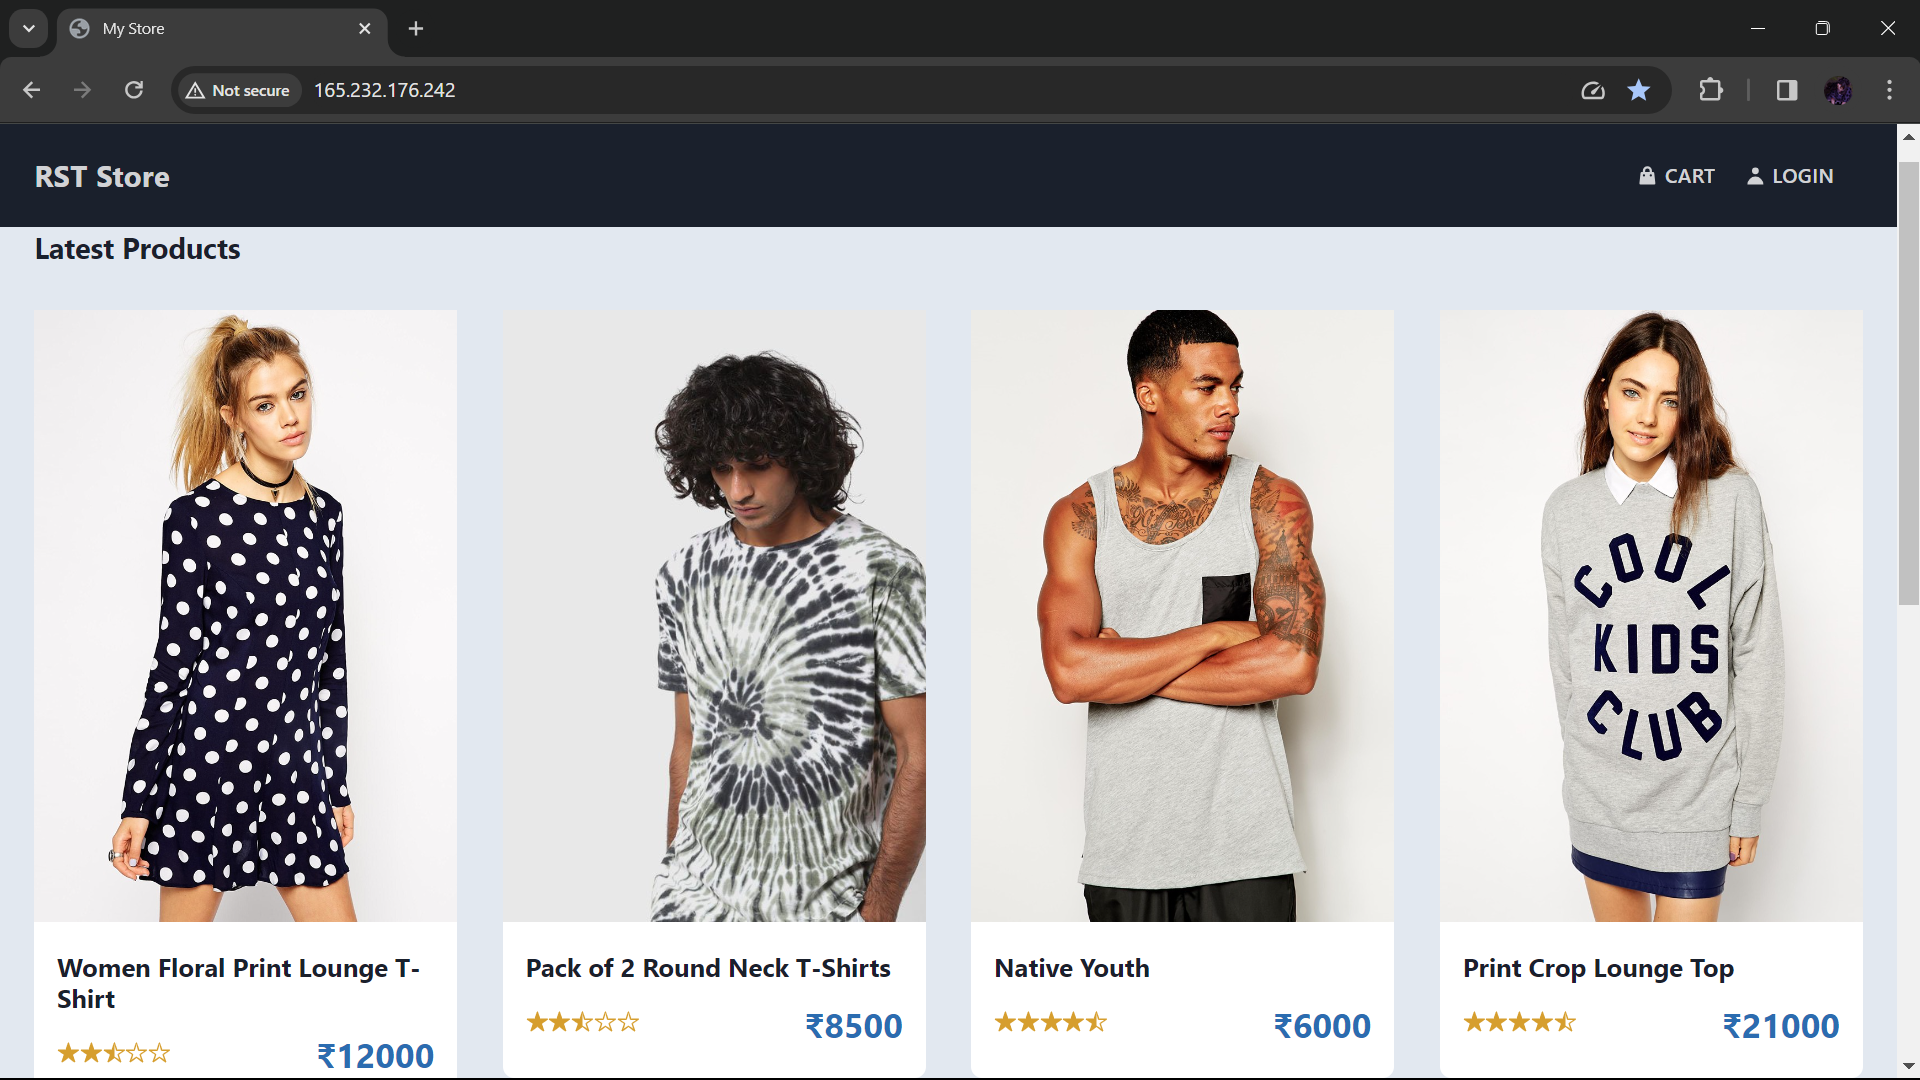 My Store
Not secure 165.232.176.242
RST Store
CART
LOGIN
Latest Products
COOL
KIDS
CLUB
Women Floral Print Lounge T-
Shirt
₹12000
Pack of 2 Round Neck T-Shirts
₹8500
Native Youth
₹6000
Print Crop Lounge Top
₹21000